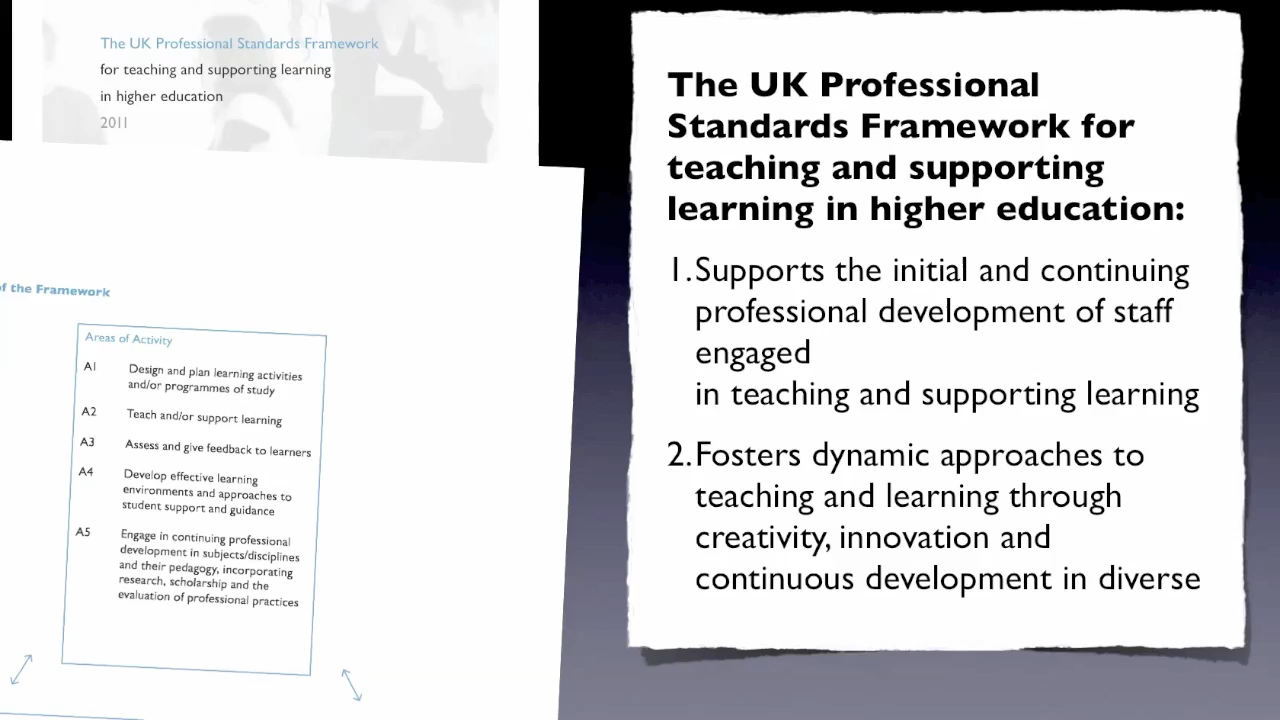 The UK Professional Standards Framework
for teaching and supporting learning
in higher education
2011
of the Framework
Areas of Activity
A1 Design and plan learning activities
and/or programmes of study
A2 Teach and/or support learning
A3 Assess and give feedback to learners
A4 Develop effective learning
environments and approaches to
student support and guidance
A5 Engage in continuing professional
development in subjects/disciplines
and their pedagogy, incorporating
research, scholarship and the
evaluation of professional practices
The UK Professional
Standards Framework for
teaching and supporting
learning in higher education:
1.Supports the initial and continuing
professional development of staff
engaged
in teaching and supporting learning
2.Fosters dynamic approaches to
teaching and learning through
creativity, innovation and
continuous development in diverse